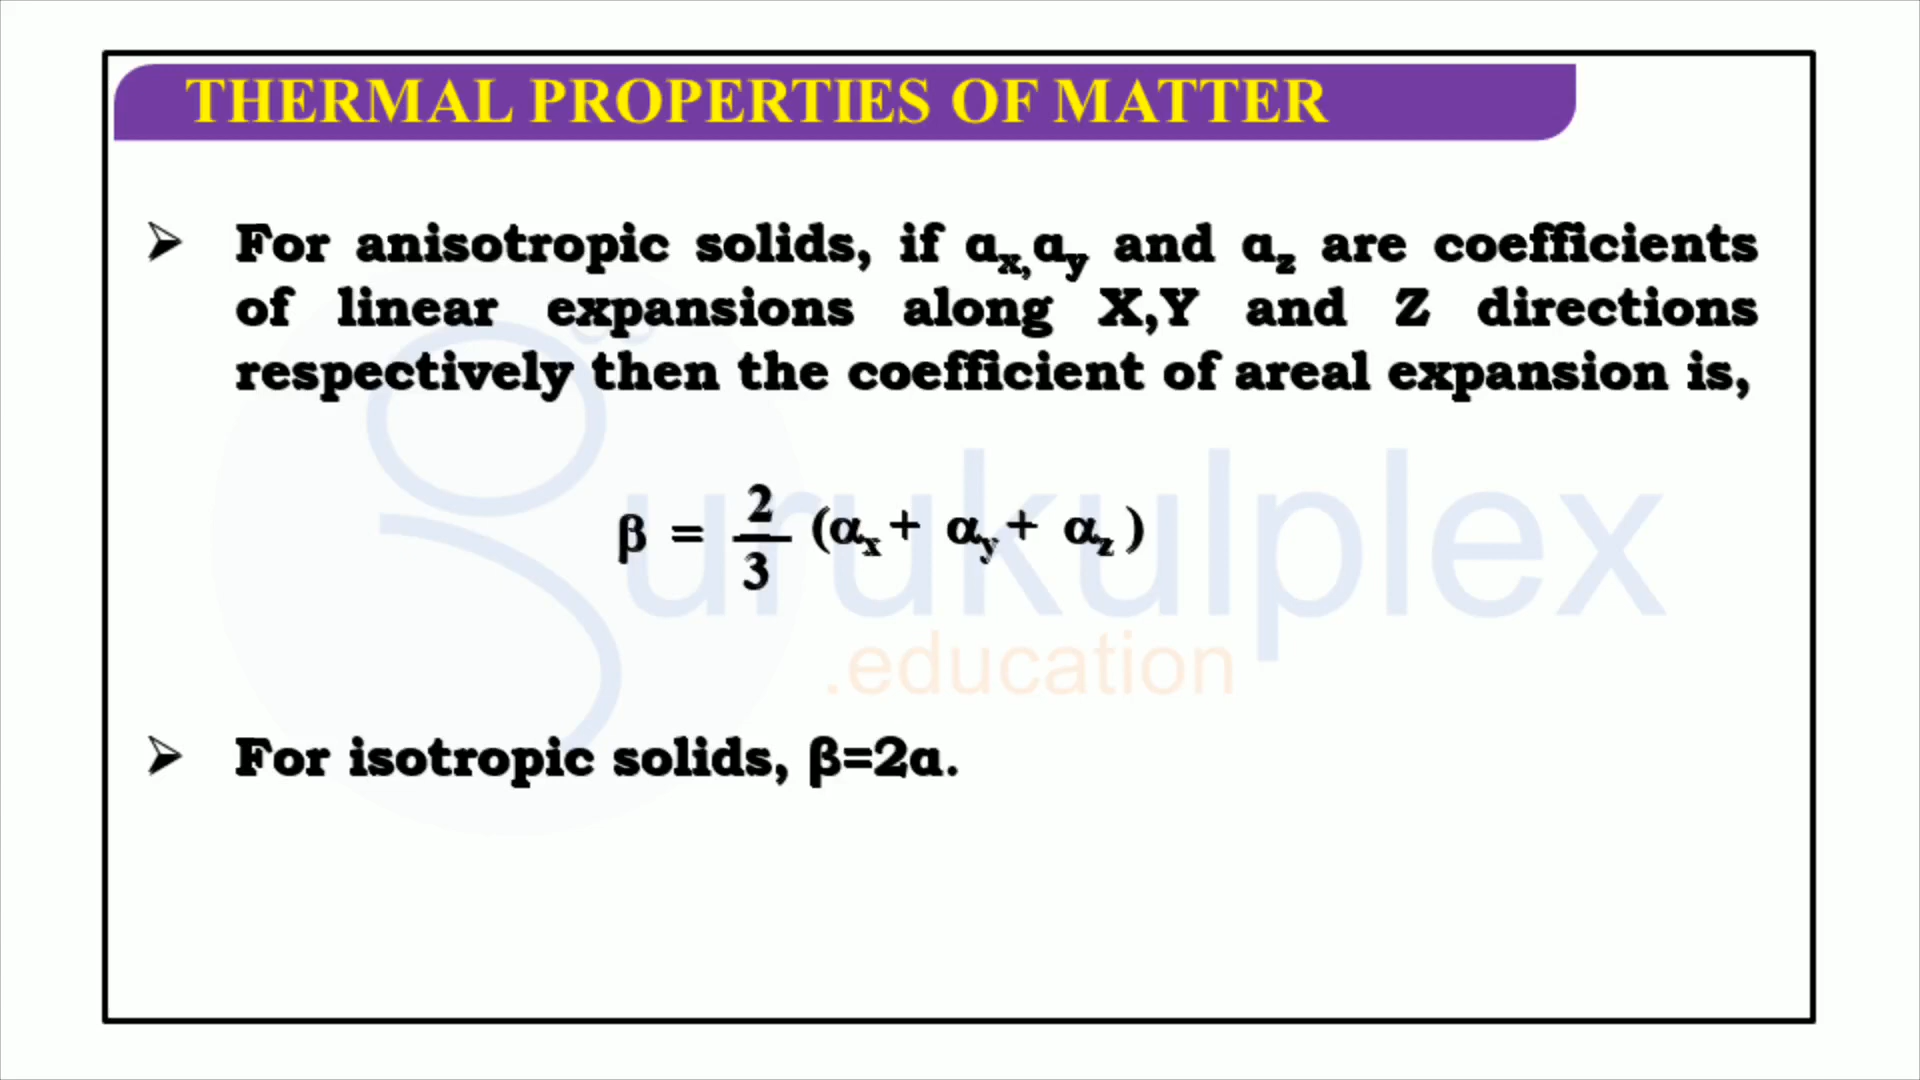 THERMAL PROPERTIES OF MATTER
➢ For anisotropic solids, if αx,αy and αz are coefficients
of linear expansions along X,Y and Z directions
respectively then the coefficient of areal expansion is,
β = 2/3 (αx + αy + αz)
urukulplex
.education
➢ For isotropic solids, β=2α.